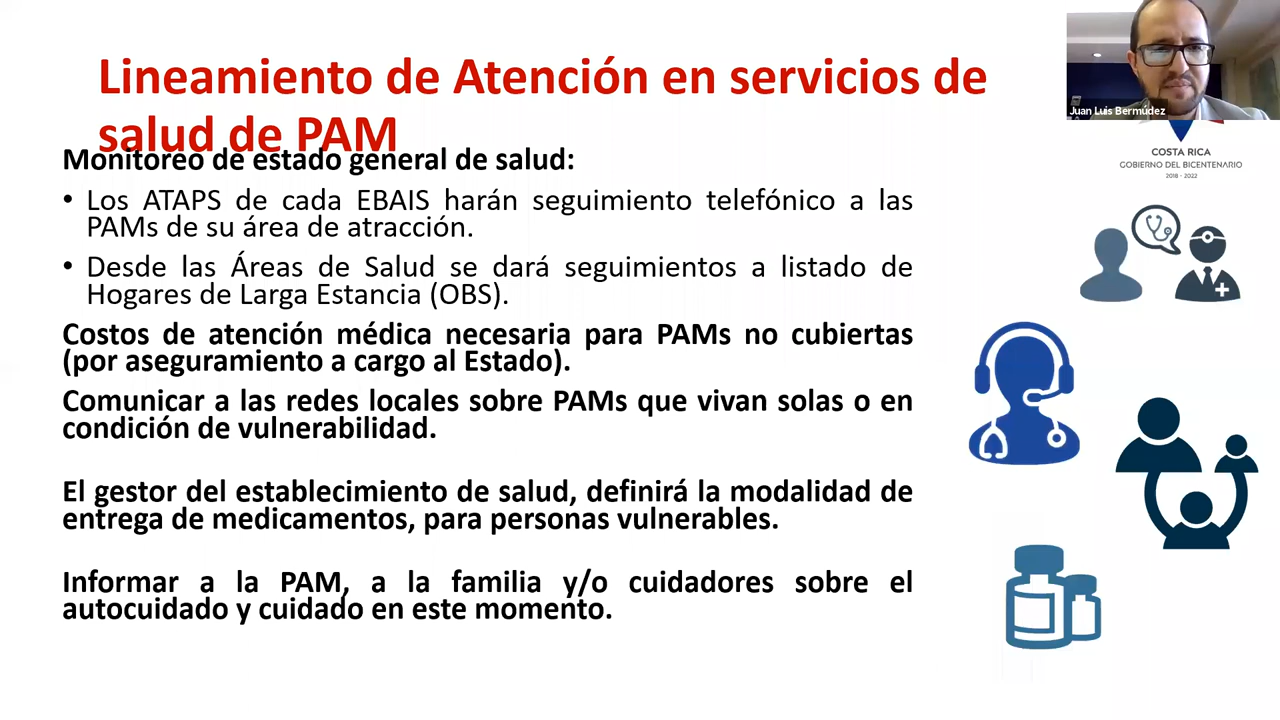 Lineamiento de Atención en servicios de
salud de PAM
Monitoreo de estado general de salud:
• Los ATAPS de cada EBAIS harán seguimiento telefónico a las
PAMs de su área de atracción.
• Desde las Áreas de Salud se dará seguimientos a listado de
Hogares de Larga Estancia (OBS).
Costos de atención médica necesaria para PAMs no cubiertas
(por aseguramiento a cargo al Estado).
Comunicar a las redes locales sobre PAMs que vivan solas o en
condición de vulnerabilidad.
El gestor del establecimiento de salud, definirá la modalidad de
entrega de medicamentos, para personas vulnerables.
Informar a la PAM, a la familia y/o cuidadores sobre el
autocuidado y cuidado en este momento.
Juan Luis Bermúdez
COSTA RICA
GOBIERNO DEL BICENTENARIO
2018 - 2022